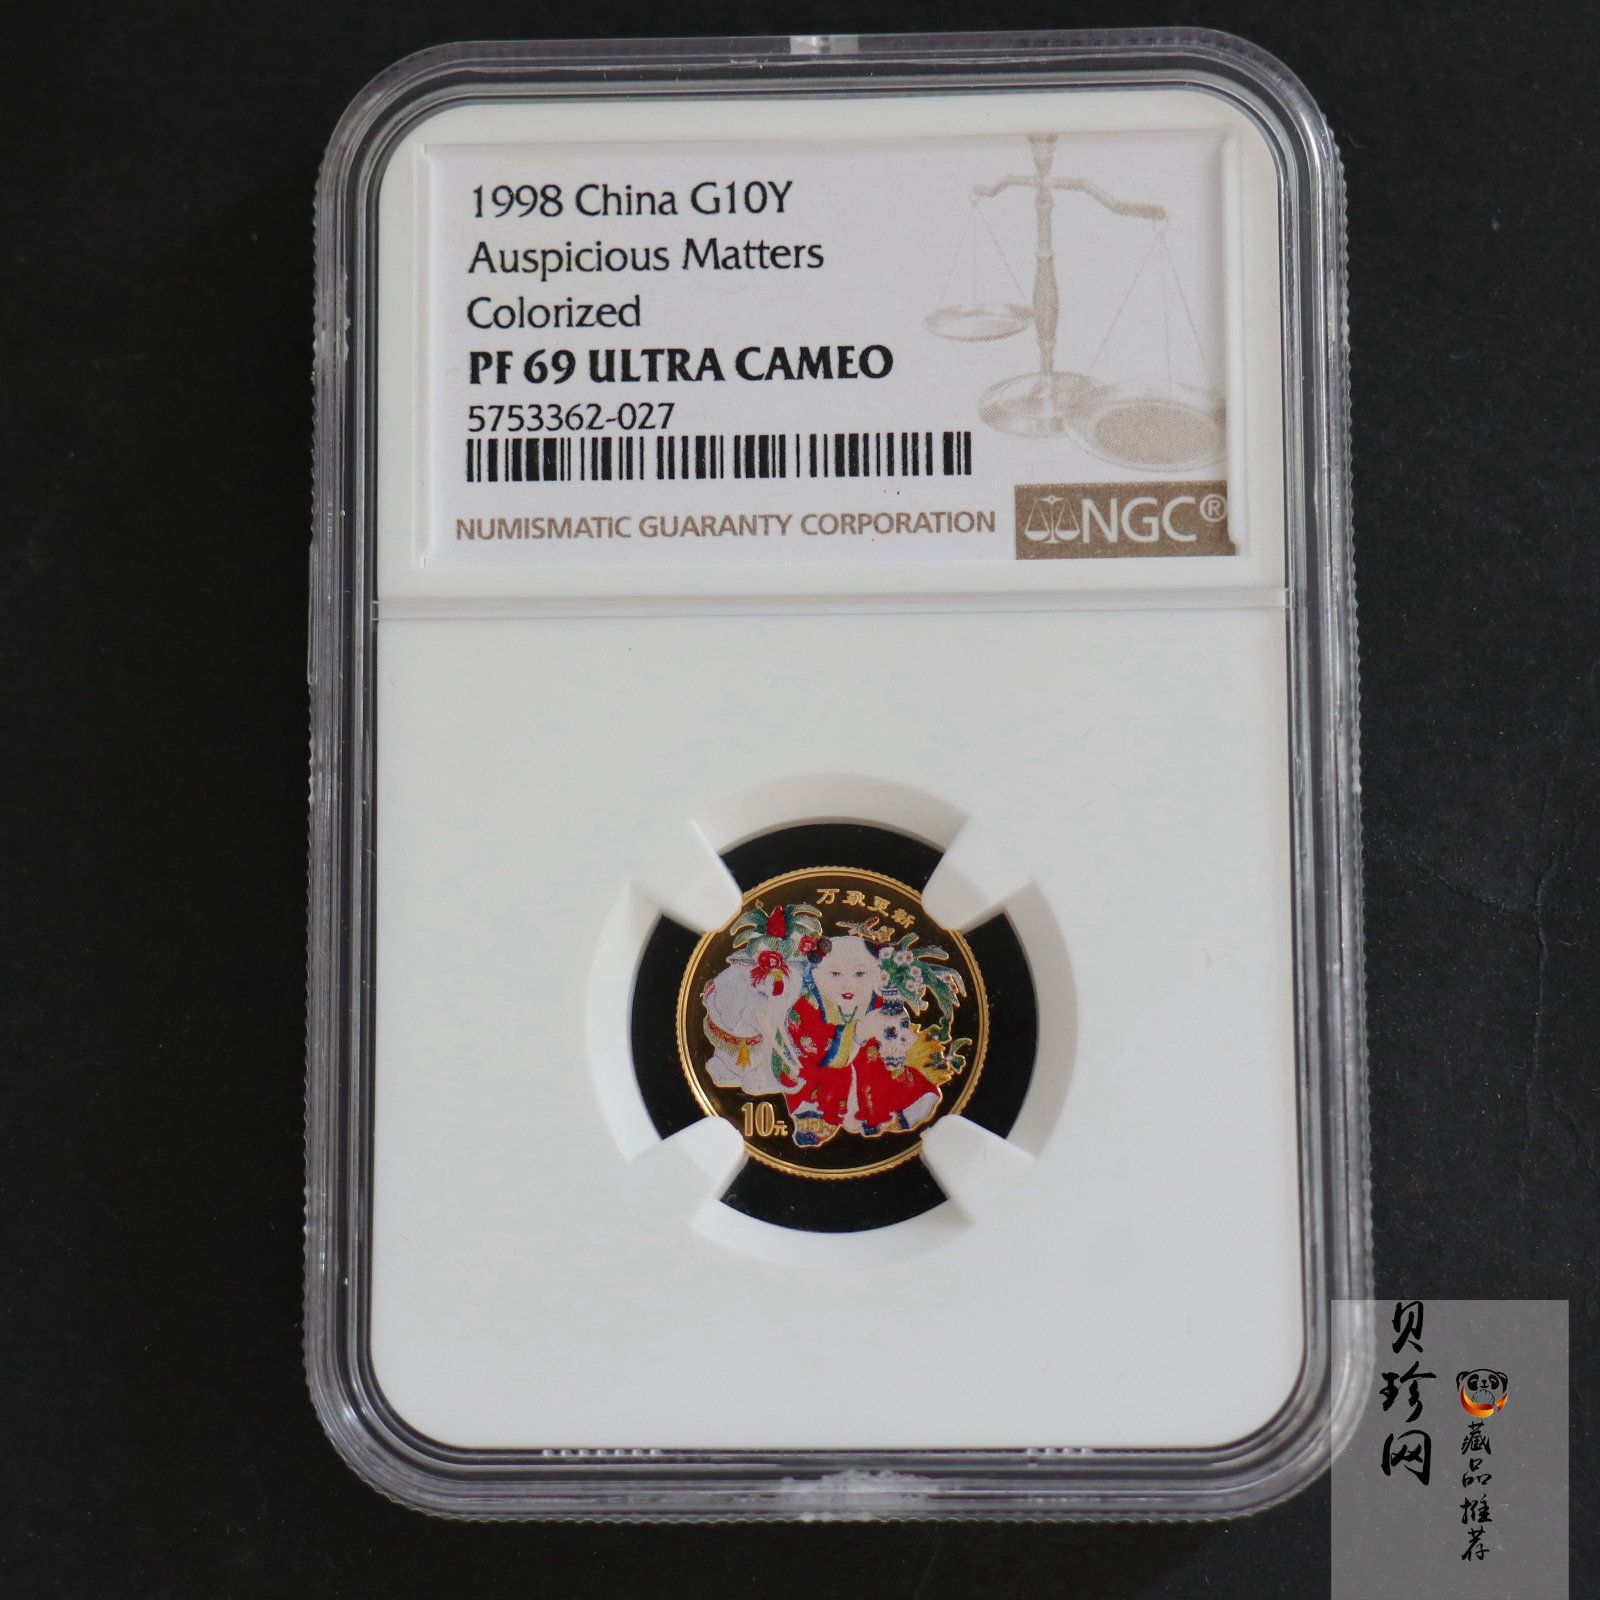 1998 China G10Y
Auspicious Matters
Colorized
PF 69 ULTRA CAMEO
5753362-027
NUMISMATIC GUARANTY CORPORATION
NGC®
万象更新
10元
贝珍网
藏品推荐